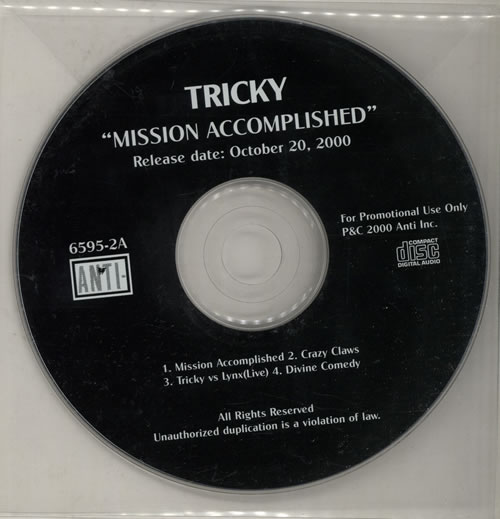 TRICKY
“MISSION ACCOMPLISHED”
Release date: October 20, 2000
For Promotional Use Only
P&C 2000 Anti Inc.
6595-2A
ANTI-
COMPACT
disc
DIGITAL AUDIO
1. Mission Accomplished 2. Crazy Claws
3. Tricky vs Lynx(Live) 4. Divine Comedy
All Rights Reserved
Unauthorized duplication is a violation of law.